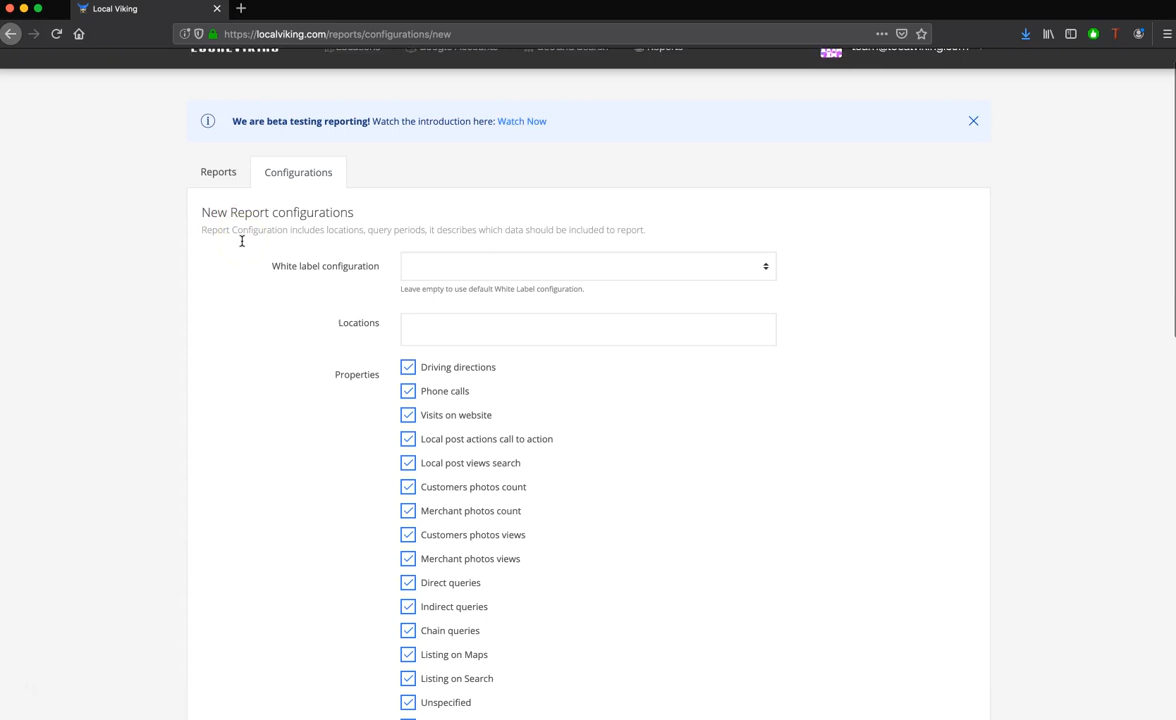 Local Viking
https://localviking.com/reports/configurations/new
We are beta testing reporting! Watch the introduction here: Watch Now
Reports Configurations
New Report configurations
Report Configuration includes locations, query periods, it describes which data should be included to report.
White label configuration
Leave empty to use default White Label configuration.
Locations
Properties
Driving directions
Phone calls
Visits on website
Local post actions call to action
Local post views search
Customers photos count
Merchant photos count
Customers photos views
Merchant photos views
Direct queries
Indirect queries
Chain queries
Listing on Maps
Listing on Search
Unspecified